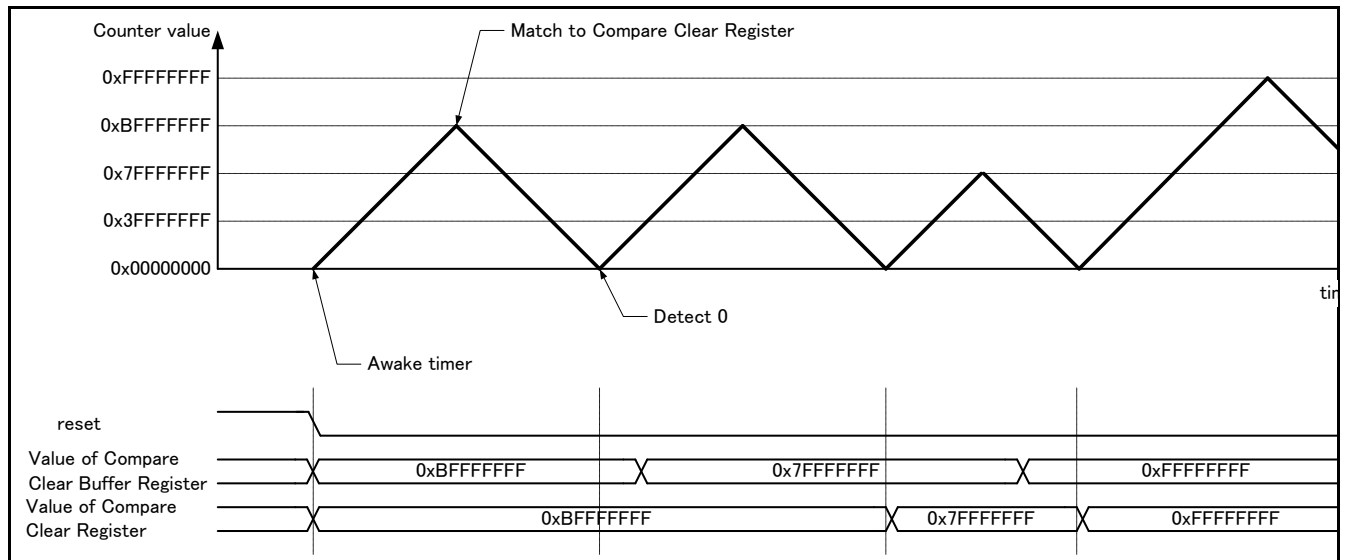 Counter value
Match to Compare Clear Register
0xFFFFFFFF
0xBFFFFFFF
0x7FFFFFFF
0x3FFFFFFF
0x00000000
tim
Detect 0
Awake timer
reset
Value of Compare
Clear Buffer Register
0xBFFFFFFF
0x7FFFFFFF
0xFFFFFFFF
Value of Compare
Clear Register
0xBFFFFFFF
0x7FFFFFFF
0xFFFFFFFF